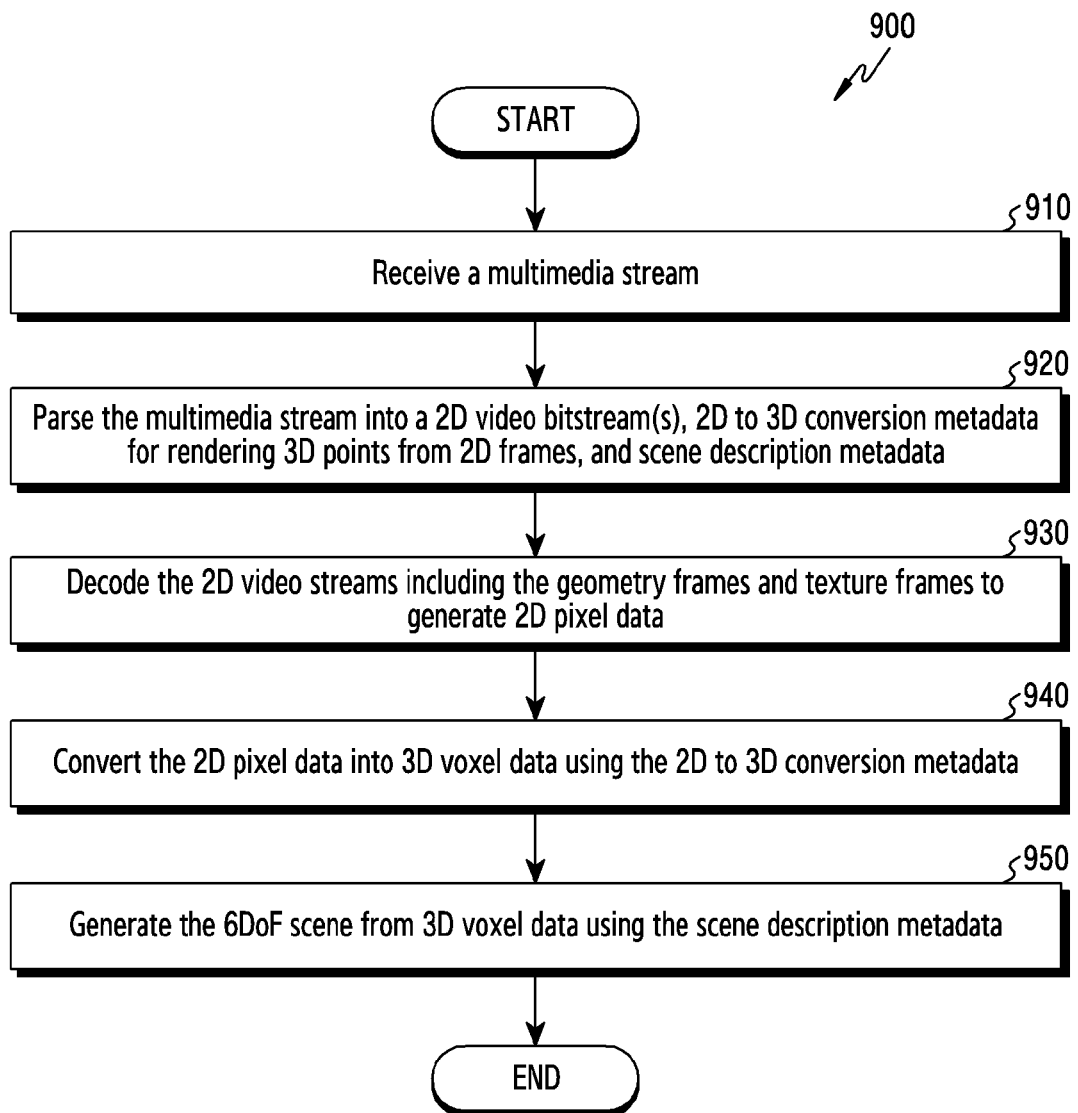 900
START
910
Receive a multimedia stream
920
Parse the multimedia stream into a 2D video bitstream(s), 2D to 3D conversion metadata
for rendering 3D points from 2D frames, and scene description metadata
930
Decode the 2D video streams including the geometry frames and texture frames to
generate 2D pixel data
940
Convert the 2D pixel data into 3D voxel data using the 2D to 3D conversion metadata
950
Generate the 6DoF scene from 3D voxel data using the scene description metadata
END